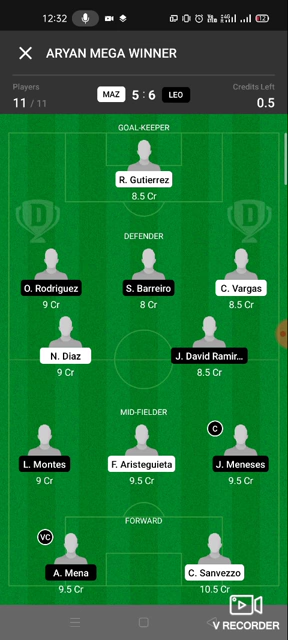 12:32
12
ARYAN MEGA WINNER
Players
11 / 11
MAZ 5 : 6 LEO
Credits Left
0.5
GOAL-KEEPER
R. Gutierrez
8.5 Cr
D D
DEFENDER
O. Rodriguez S. Barreiro C. Vargas
9 Cr 8 Cr 8.5 Cr
N. Diaz J. David Ramir...
9 Cr 8.5 Cr
MID-FIELDER
C
L. Montes F. Aristeguieta J. Meneses
9 Cr 9.5 Cr 9.5 Cr
FORWARD
VC
A. Mena C. Sanvezzo
9.5 Cr 10.5 Cr
V RECORDER